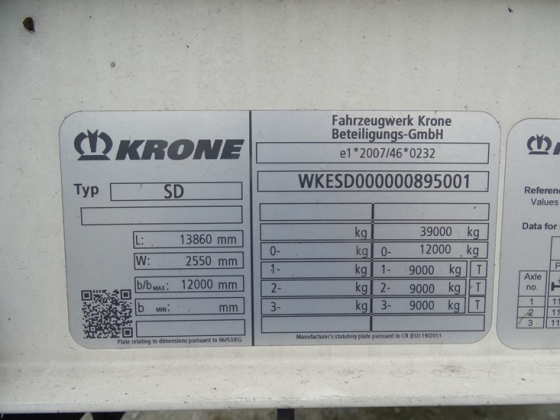 KRONE
Typ SD
L: 13860 mm
W: 2550 mm
b/b MAX: 12000 mm
b MIN: mm
Plate relating to dimensions pursuant to 96/53/EG
Fahrzeugwerk Krone
Beteiligungs-GmbH
e1*2007/46*0232
WKESD000000895001
kg 39000 kg
0- kg 0- 12000 kg
1- kg 1- 9000 kg T
2- kg 2- 9000 kg T
3- kg 3- 9000 kg T
Manufacturer's statutory plate pursuant to CR (EU) 19/2011
Values
Data for
Axle
no.
1 11
2 11
3 11